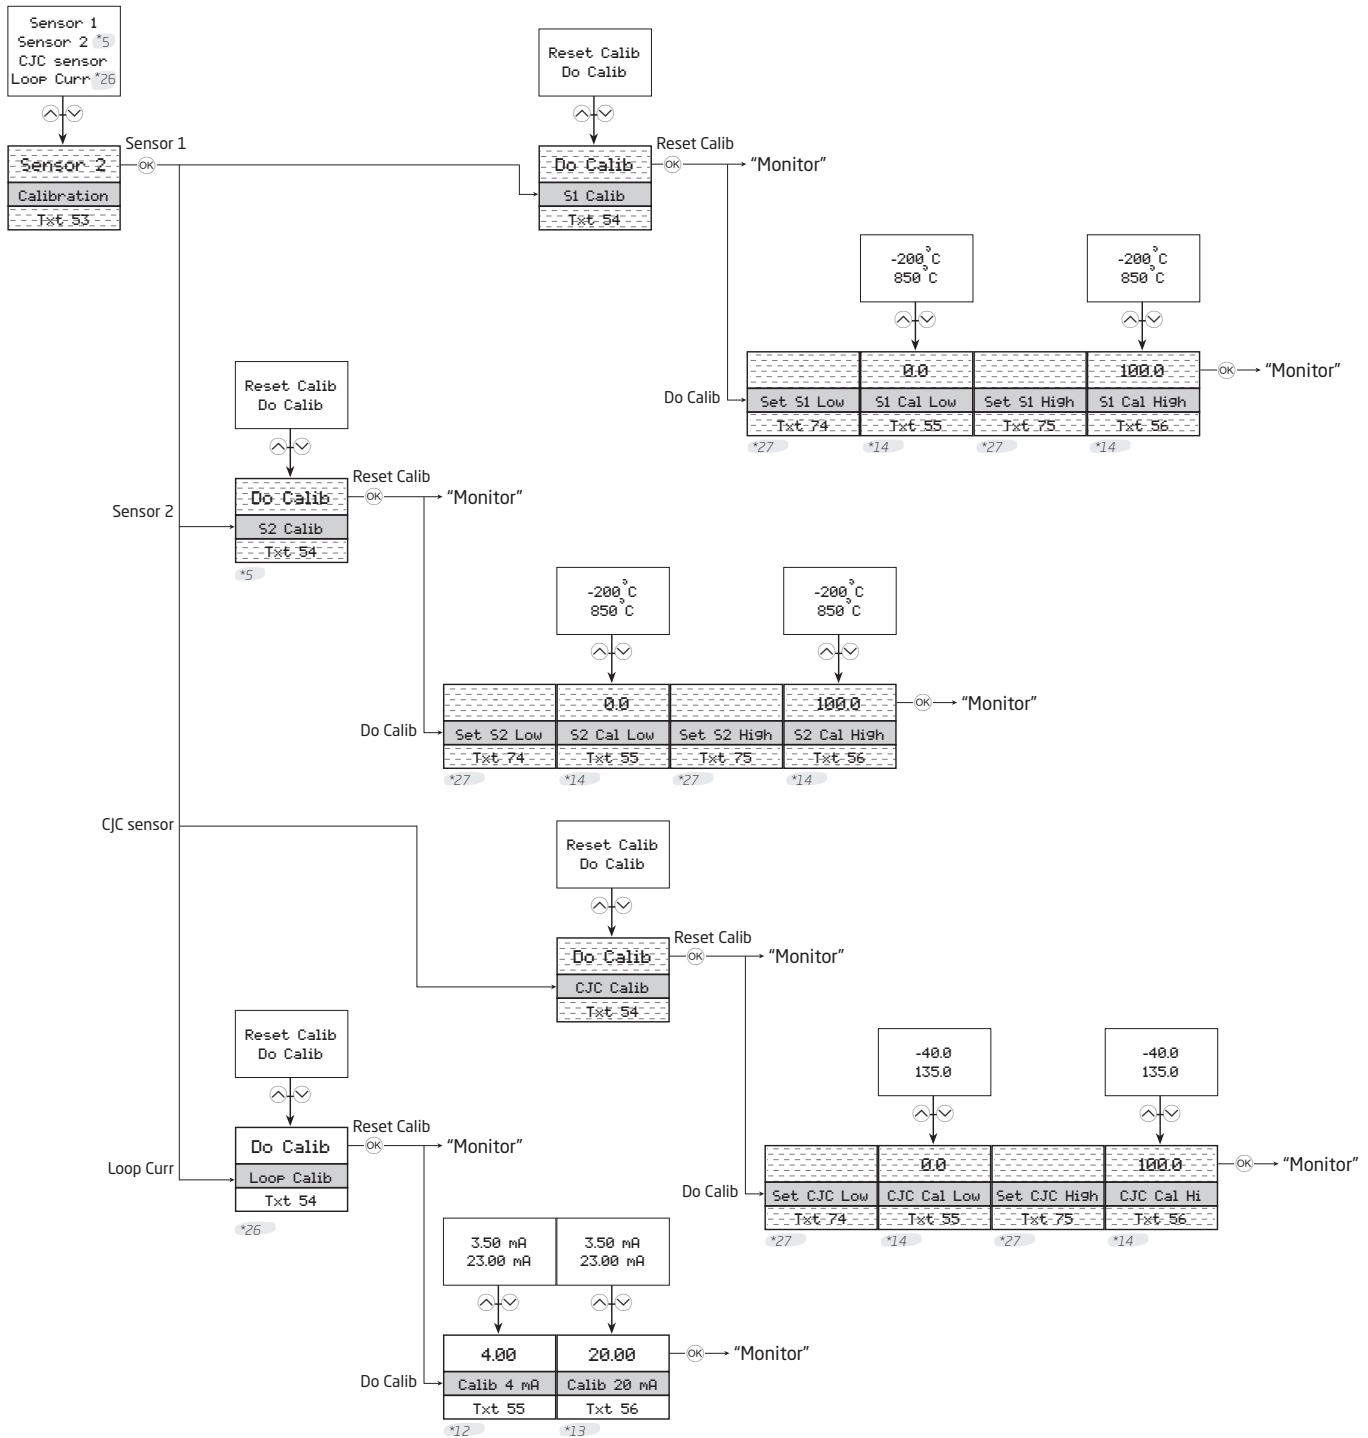 Sensor 1
Sensor 2 *5
CJC sensor
Loop Curr *26
Sensor 2
Calibration
Txt 53
Sensor 1
OK
Reset Calib
Do Calib
Do Calib
S1 Calib
Txt 54
Reset Calib
OK
"Monitor"
Do Calib
-200°C
850°C
-200°C
850°C
0.0
100.0
OK
"Monitor"
Set S1 Low
S1 Cal Low
Set S1 High
S1 Cal High
Txt 74
Txt 55
Txt 75
Txt 56
*27
*14
*27
*14
Sensor 2
Reset Calib
Do Calib
Do Calib
S2 Calib
Txt 54
*5
Reset Calib
OK
"Monitor"
Do Calib
-200°C
850°C
-200°C
850°C
0.0
100.0
OK
"Monitor"
Set S2 Low
S2 Cal Low
Set S2 High
S2 Cal High
Txt 74
Txt 55
Txt 75
Txt 56
*27
*14
*27
*14
CJC sensor
Reset Calib
Do Calib
Do Calib
CJC Calib
Txt 54
Reset Calib
OK
"Monitor"
Do Calib
-40.0
135.0
-40.0
135.0
0.0
100.0
OK
"Monitor"
Set CJC Low
CJC Cal Low
Set CJC High
CJC Cal Hi
Txt 74
Txt 55
Txt 75
Txt 56
*27
*14
*27
*14
Loop Curr
Reset Calib
Do Calib
Do Calib
Loop Calib
Txt 54
*26
Reset Calib
OK
"Monitor"
Do Calib
3.50 mA
23.00 mA
3.50 mA
23.00 mA
4.00
20.00
OK
"Monitor"
Calib 4 mA
Calib 20 mA
Txt 55
Txt 56
*12
*13